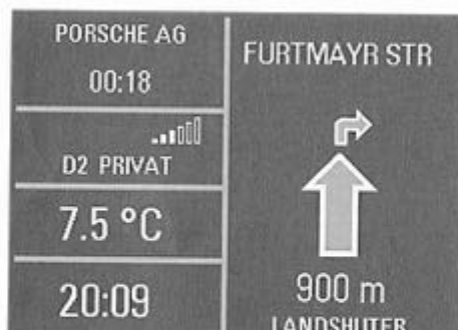 PORSCHE AG
00:18
D2 PRIVAT
7.5 °C
20:09
FURTMAYR STR
900 m
LANDSHUTER